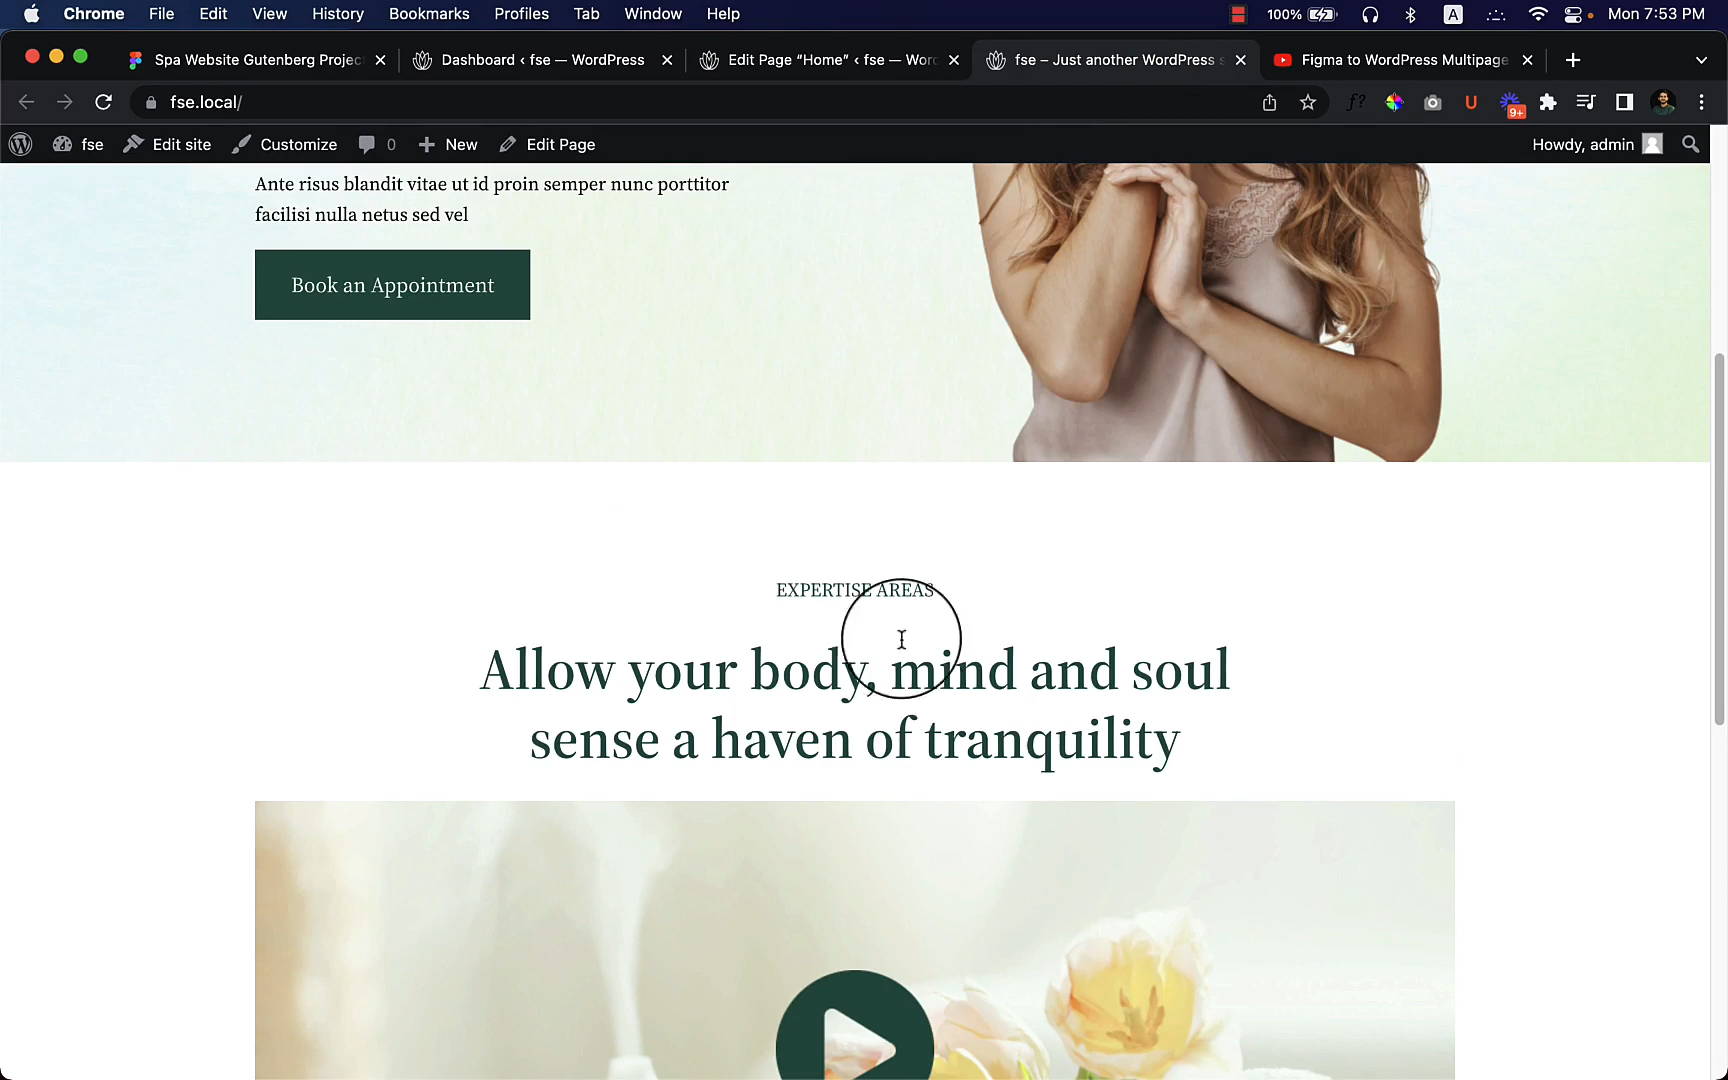 Chrome File Edit View History Bookmarks Profiles Tab Window Help 100% A Mon 7:53 PM
Spa Website Gutenberg Projec Dashboard ‹ fse — WordPress Edit Page “Home” ‹ fse — Wor fse – Just another WordPress s Figma to WordPress Multipage
fse.local/ f? U 9+
fse Edit site Customize 0 New Edit Page Howdy, admin
Ante risus blandit vitae ut id proin semper nunc porttitor
facilisi nulla netus sed vel
Book an Appointment
EXPERTISE AREAS
Allow your body, mind and soul
sense a haven of tranquility